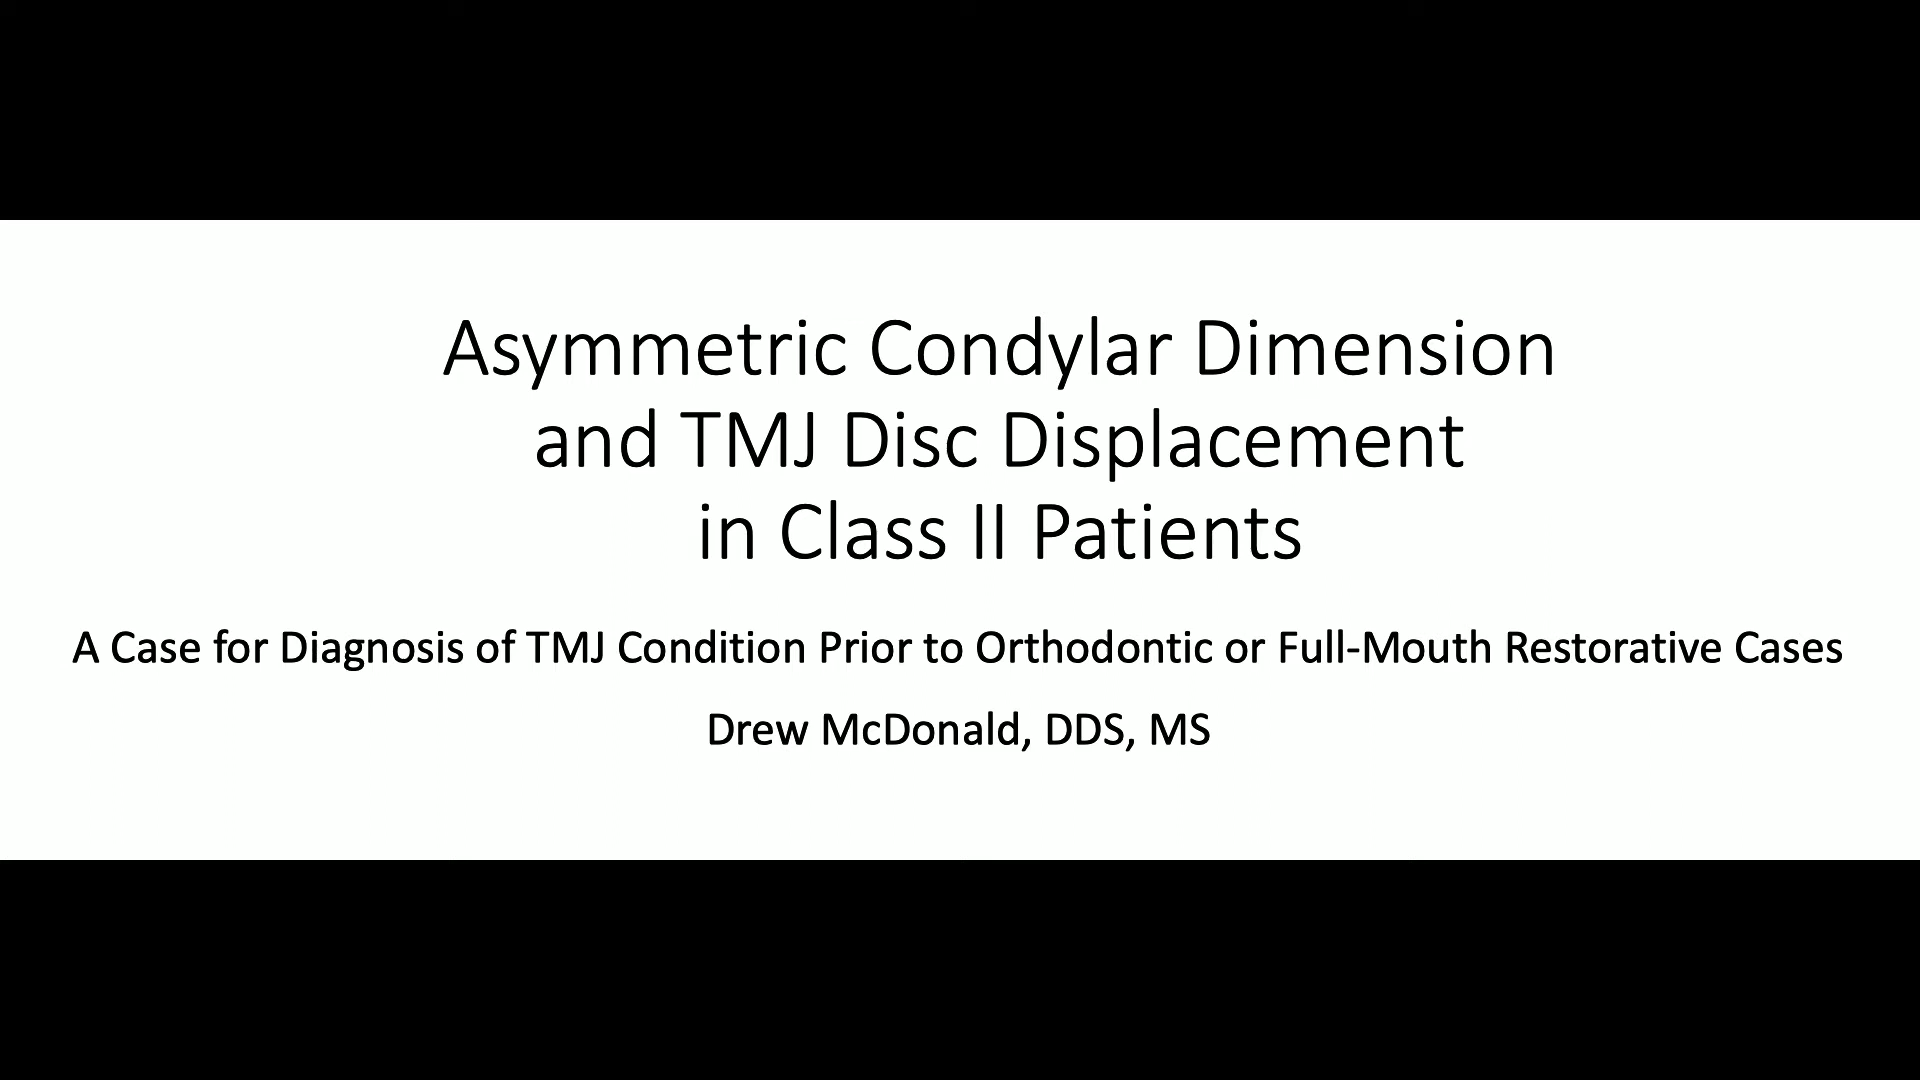 Asymmetric Condylar Dimension
and TMJ Disc Displacement
in Class II Patients
A Case for Diagnosis of TMJ Condition Prior to Orthodontic or Full-Mouth Restorative Cases
Drew McDonald, DDS, MS